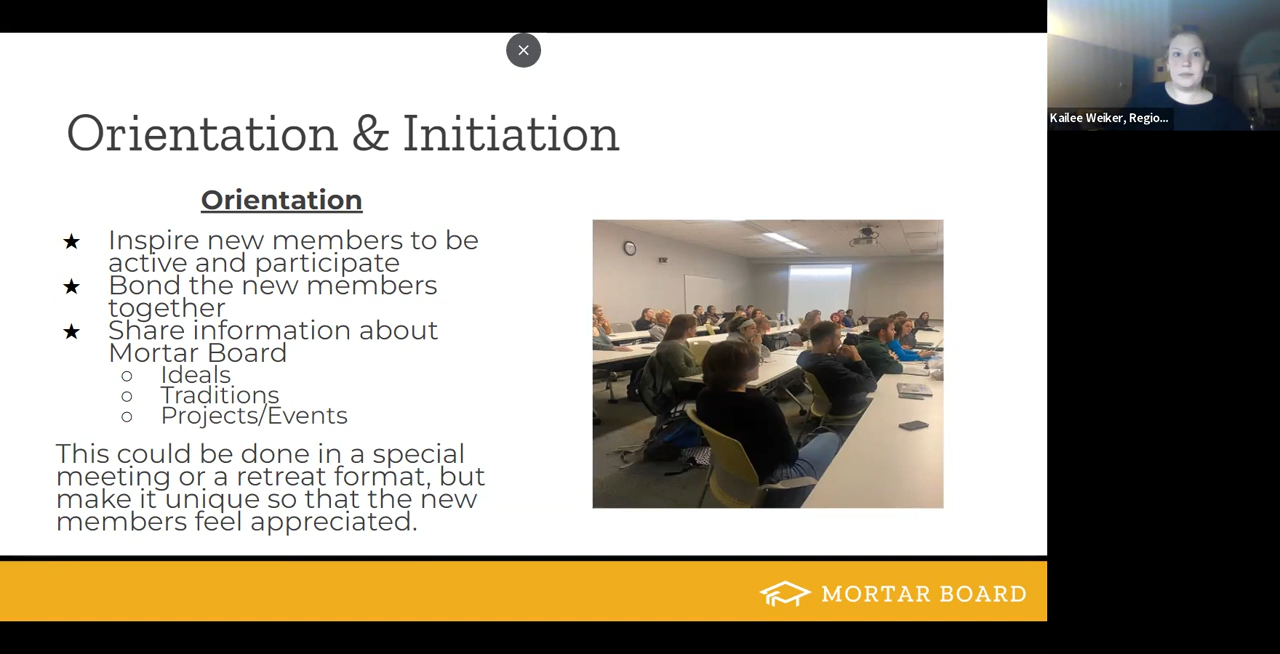 Orientation & Initiation
Orientation
★ Inspire new members to be
active and participate
★ Bond the new members
together
★ Share information about
Mortar Board
○ Ideals
○ Traditions
○ Projects/Events
This could be done in a special
meeting or a retreat format, but
make it unique so that the new
members feel appreciated.
MORTAR BOARD
Kailee Weiker, Regio...